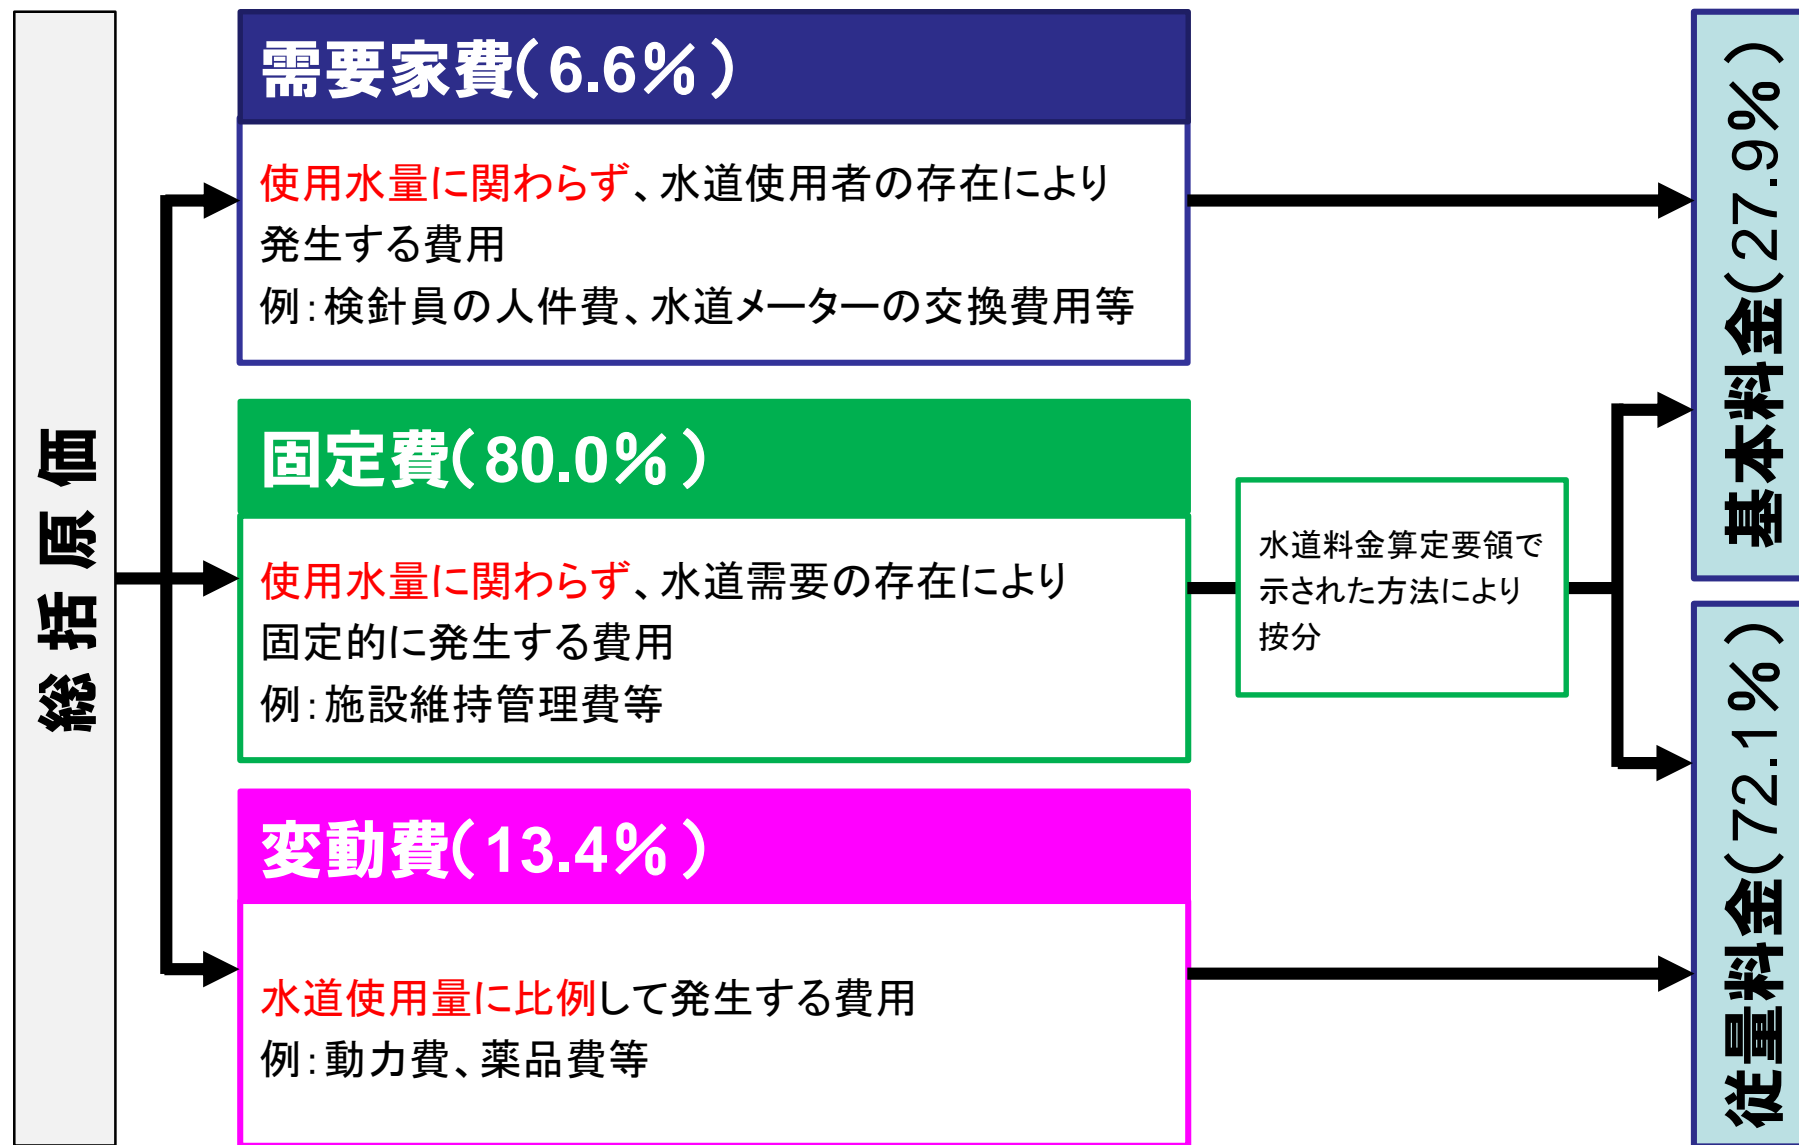 総括原価
需要家費(6.6%)
使用水量に関わらず、水道使用者の存在により
発生する費用
例:検針員の人件費、水道メーターの交換費用等
固定費(80.0%)
使用水量に関わらず、水道需要の存在により
固定的に発生する費用
例:施設維持管理費等
変動費(13.4%)
水道使用量に比例して発生する費用
例:動力費、薬品費等
水道料金算定要領で
示された方法により
按分
基本料金(27.9%)
従量料金(72.1%)